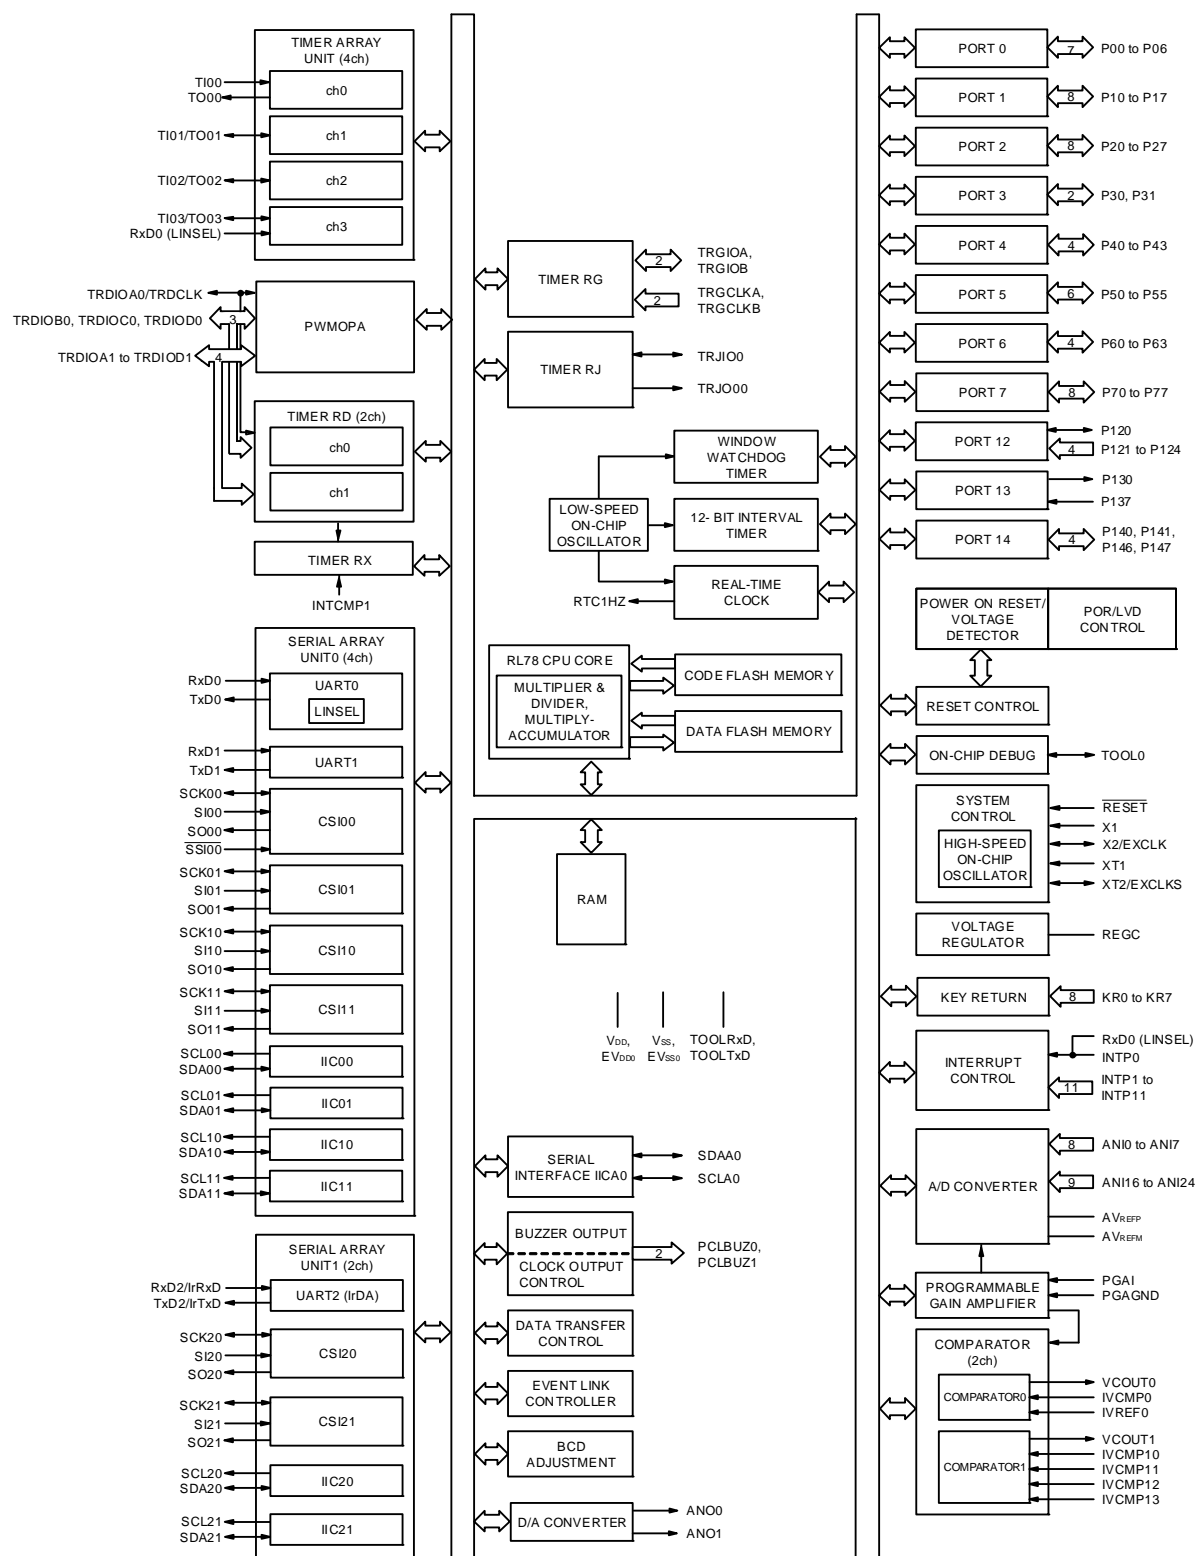 TIMER ARRAY
UNIT (4ch)
TI00
TO00
ch0
TI01/TO01
ch1
TI02/TO02
ch2
TI03/TO03
RxD0 (LINSEL)
ch3
TRDIOA0/TRDCLK
TRDIOB0, TRDIOC0, TRDIOD0
3
TRDIOA1 to TRDIOD1
4
PWMOPA
TIMER RD (2ch)
ch0
ch1
TIMER RX
INTCMP1
SERIAL ARRAY
UNIT0 (4ch)
RxD0
TxD0
UART0
LINSEL
RxD1
TxD1
UART1
SCK00
SI00
SO00
SSI00
CSI00
SCK01
SI01
SO01
CSI01
SCK10
SI10
SO10
CSI10
SCK11
SI11
SO11
CSI11
SCL00
SDA00
IIC00
SCL01
SDA01
IIC01
SCL10
SDA10
IIC10
SCL11
SDA11
IIC11
SERIAL ARRAY
UNIT1 (2ch)
RxD2/IrRxD
TxD2/IrTxD
UART2 (IrDA)
SCK20
SI20
SO20
CSI20
SCK21
SI21
SO21
CSI21
SCL20
SDA20
IIC20
SCL21
SDA21
IIC21
TIMER RG
2
TRGIOA,
TRGIOB
2
TRGCLKA,
TRGCLKB
TIMER RJ
TRJIO0
TRJO00
WINDOW
WATCHDOG
TIMER
LOW-SPEED
ON-CHIP
OSCILLATOR
12- BIT INTERVAL
TIMER
REAL-TIME
CLOCK
RTC1HZ
RL78 CPU CORE
MULTIPLIER &
DIVIDER,
MULTIPLY-
ACCUMULATOR
CODE FLASH MEMORY
DATA FLASH MEMORY
RAM
VDD,
EVDD0
VSS,
EVSS0
TOOLRxD,
TOOLTxD
SERIAL
INTERFACE IICA0
SDAA0
SCLA0
BUZZER OUTPUT
CLOCK OUTPUT
CONTROL
2
PCLBUZ0,
PCLBUZ1
DATA TRANSFER
CONTROL
EVENT LINK
CONTROLLER
BCD
ADJUSTMENT
D/A CONVERTER
ANO0
ANO1
PORT 0
7
P00 to P06
PORT 1
8
P10 to P17
PORT 2
8
P20 to P27
PORT 3
2
P30, P31
PORT 4
4
P40 to P43
PORT 5
6
P50 to P55
PORT 6
4
P60 to P63
PORT 7
8
P70 to P77
PORT 12
P120
4
P121 to P124
PORT 13
P130
P137
PORT 14
4
P140, P141,
P146, P147
POWER ON RESET/
VOLTAGE
DETECTOR
POR/LVD
CONTROL
RESET CONTROL
ON-CHIP DEBUG
TOOL0
SYSTEM
CONTROL
HIGH-SPEED
ON-CHIP
OSCILLATOR
RESET
X1
X2/EXCLK
XT1
XT2/EXCLKS
VOLTAGE
REGULATOR
REGC
KEY RETURN
8
KR0 to KR7
INTERRUPT
CONTROL
RxD0 (LINSEL)
INTP0
11
INTP1 to
INTP11
A/D CONVERTER
8
ANI0 to ANI7
9
ANI16 to ANI24
AVREFP
AVREFM
PROGRAMMABLE
GAIN AMPLIFIER
PGAI
PGAGND
COMPARATOR
(2ch)
COMPARATOR0
VCOUT0
IVCMP0
IVREF0
COMPARATOR1
VCOUT1
IVCMP10
IVCMP11
IVCMP12
IVCMP13